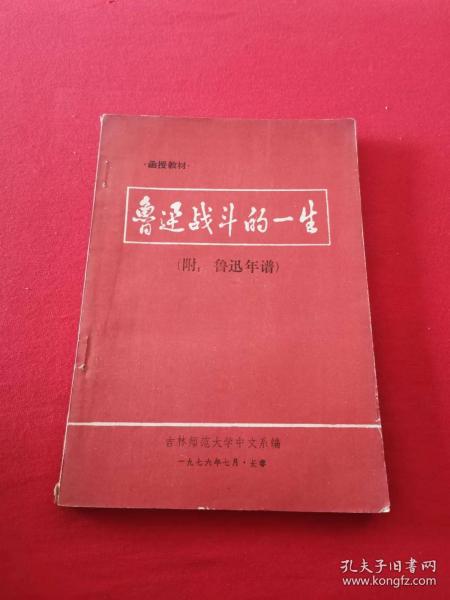 ·函授教材·
鲁迅战斗的一生
(附：鲁迅年谱)
吉林师范大学中文系编
一九七六年七月·长春
孔夫子旧书网
www.kongfz.com